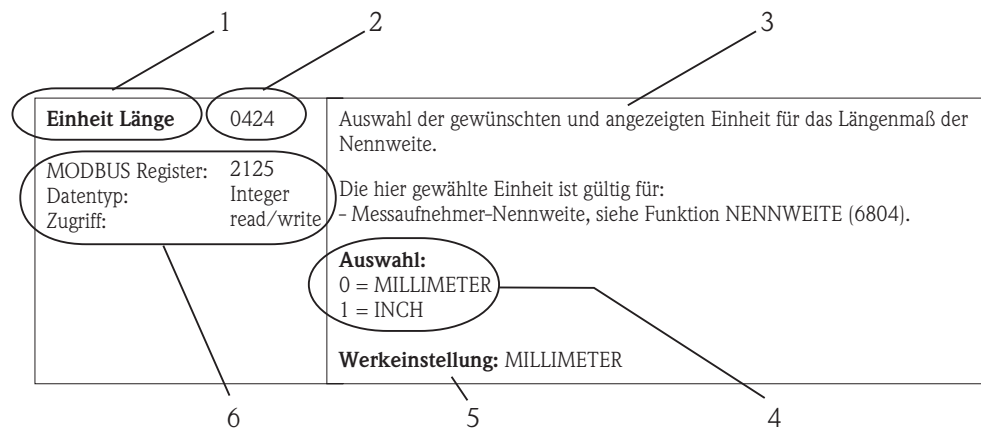 1 2 3
Einheit Länge 0424
MODBUS Register: 2125
Datentyp: Integer
Zugriff: read/write
Auswahl der gewünschten und angezeigten Einheit für das Längenmaß der
Nennweite.
Die hier gewählte Einheit ist gültig für:
- Messaufnehmer-Nennweite, siehe Funktion NENNWEITE (6804).
Auswahl:
0 = MILLIMETER
1 = INCH
Werkeinstellung: MILLIMETER
6 5 4